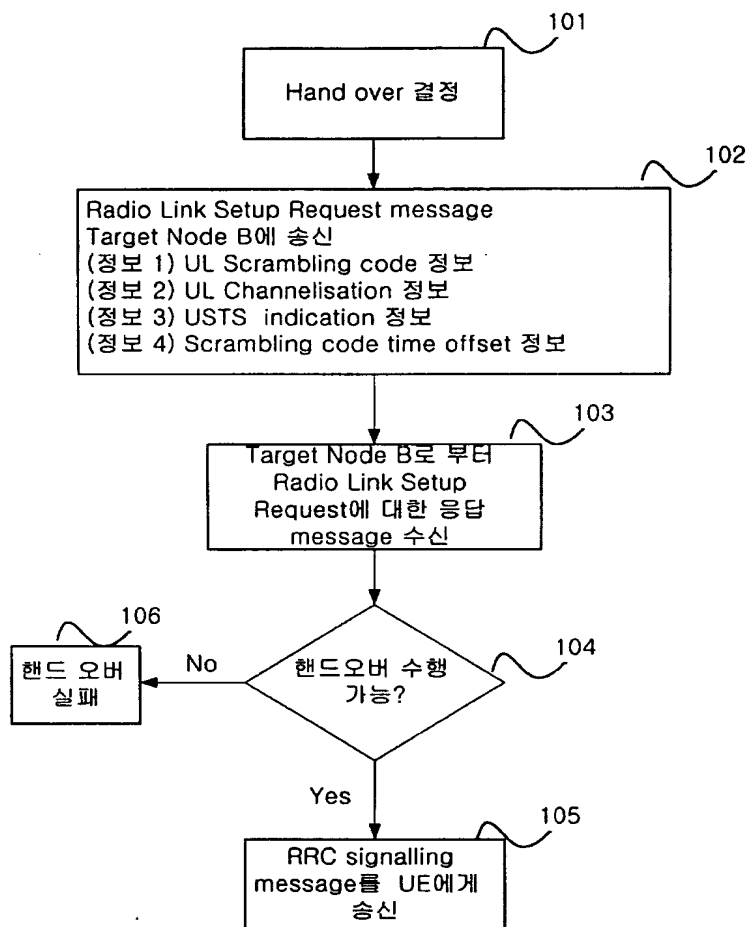 101
Hand over 결정
102
Radio Link Setup Request message
Target Node B에 송신
(정보 1) UL Scrambling code 정보
(정보 2) UL Channelisation 정보
(정보 3) USTS indication 정보
(정보 4) Scrambling code time offset 정보
103
Target Node B로 부터
Radio Link Setup
Request에 대한 응답
message 수신
106
핸드 오버
실패
No
핸드오버 수행
가능?
104
Yes
105
RRC signalling
message를 UE에게
송신